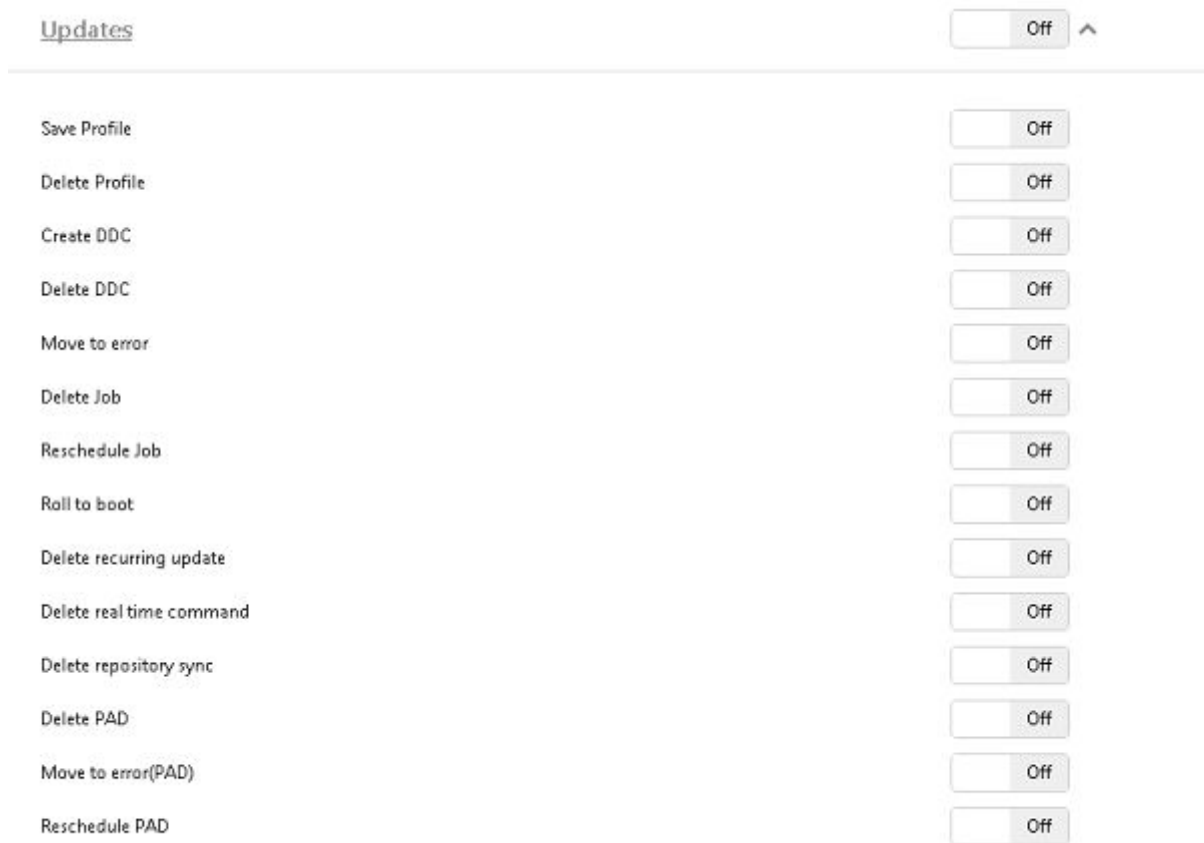 Updates Off
Save Profile Off
Delete Profile Off
Create DDC Off
Delete DDC Off
Move to error Off
Delete Job Off
Reschedule Job Off
Roll to boot Off
Delete recurring update Off
Delete real time command Off
Delete repository sync Off
Delete PAD Off
Move to error(PAD) Off
Reschedule PAD Off